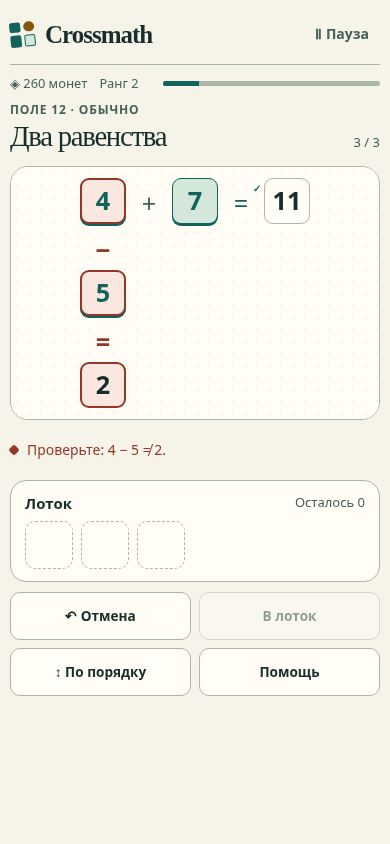 Crossmath
Ⅱ Пауза
◈ 260 монет Ранг 2
ПОЛЕ 12 · ОБЫЧНО
Два равенства
3 / 3
4 + 7 = ✓ 11
−
5
=
2
Проверьте: 4 − 5 ≠ 2.
Лоток
Осталось 0
↶ Отмена
В лоток
↕ По порядку
Помощь